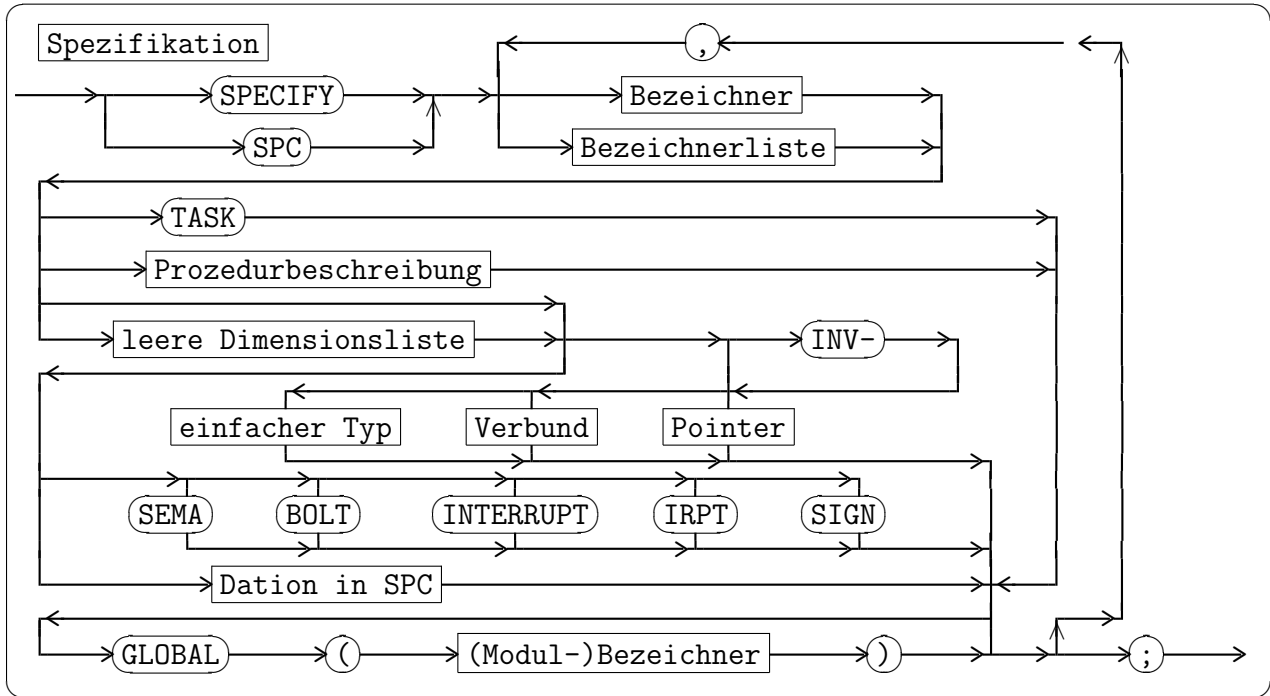 Spezifikation
,
SPECIFY
Bezeichner
SPC
Bezeichnerliste
TASK
Prozedurbeschreibung
leere Dimensionsliste
INV-
einfacher Typ
Verbund
Pointer
SEMA
BOLT
INTERRUPT
IRPT
SIGN
Dation in SPC
GLOBAL
(
(Modul-)Bezeichner
)
;